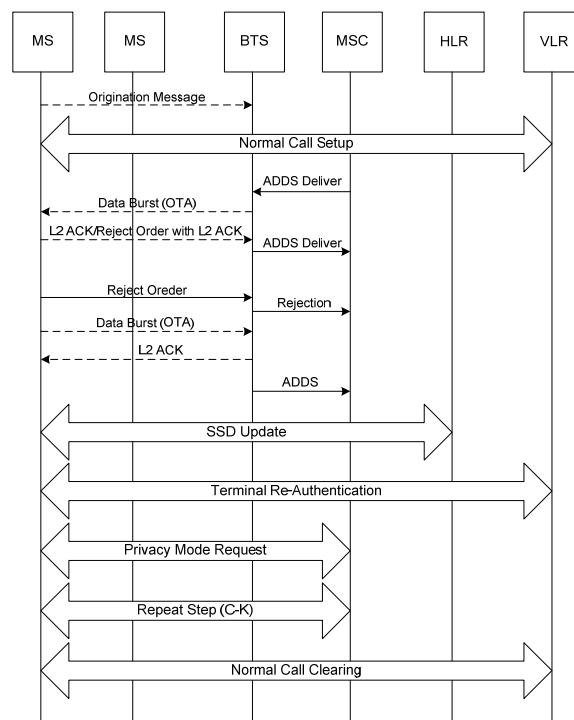 MS MS BTS MSC HLR VLR
Origination Message
Normal Call Setup
ADDS Deliver
Data Burst (OTA)
L2 ACK/Reject Order with L2 ACK
ADDS Deliver
Reject Oreder
Rejection
Data Burst (OTA)
L2 ACK
ADDS
SSD Update
Terminal Re-Authentication
Privacy Mode Request
Repeat Step (C-K)
Normal Call Clearing